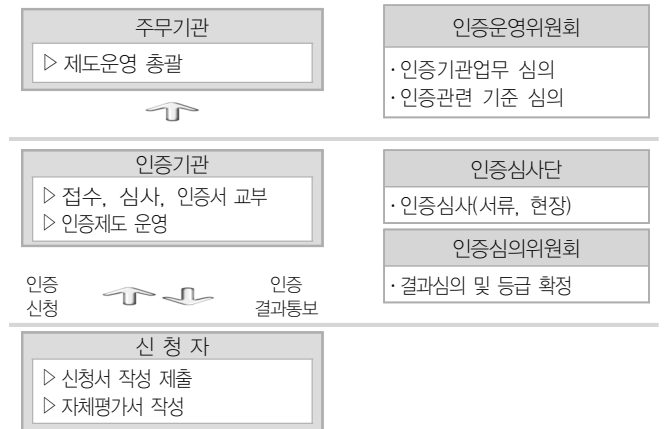 주무기관
▷ 제도운영 총괄
인증운영위원회
· 인증기관업무 심의
· 인증관련 기준 심의
인증기관
▷ 접수, 심사, 인증서 교부
▷ 인증제도 운영
인증심사단
· 인증심사(서류, 현장)
인증심의위원회
· 결과심의 및 등급 확정
인증
신청
인증
결과통보
신 청 자
▷ 신청서 작성 제출
▷ 자체평가서 작성